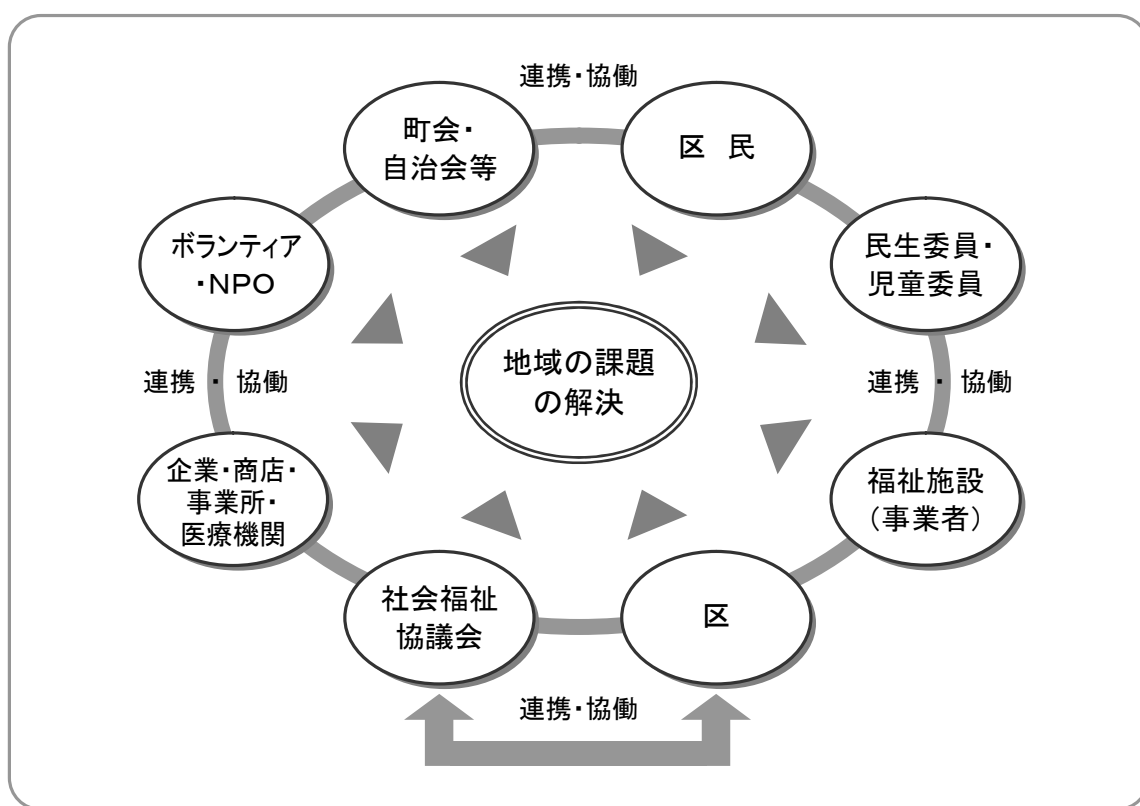 連携・協働
町会・
自治会等
区　民
ボランティア
・NPO
民生委員・
児童委員
地域の課題
の解決
連携・協働
連携・協働
企業・商店・
事業所・
医療機関
福祉施設
（事業者）
社会福祉
協議会
区
連携・協働